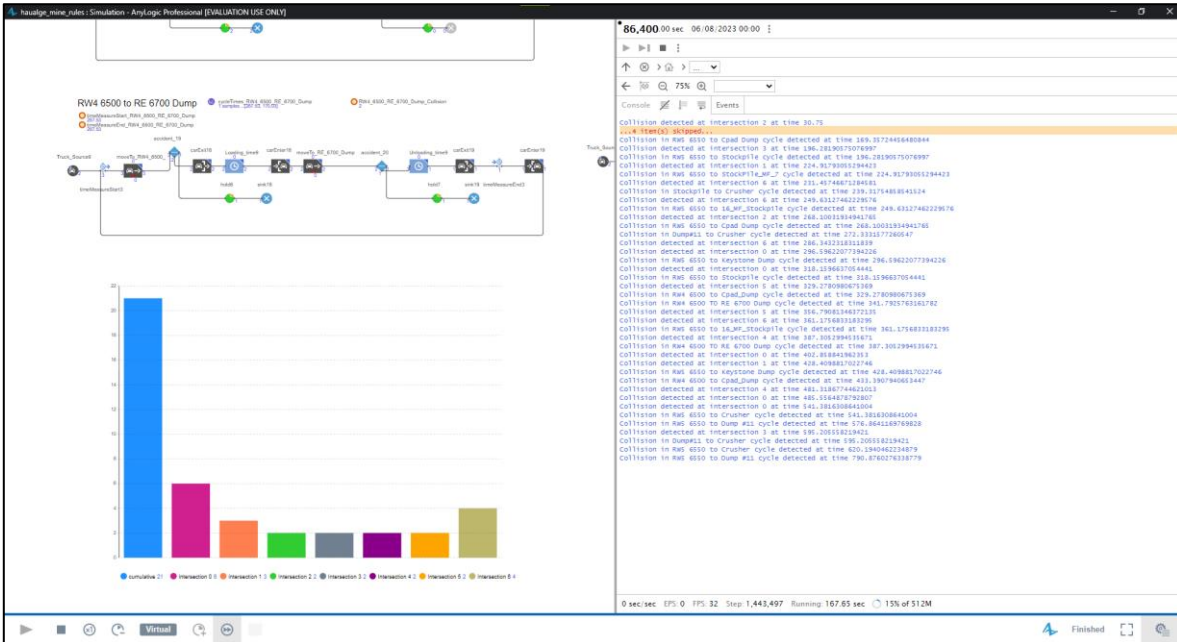 haualge_mine_rules : Simulation - AnyLogic Professional [EVALUATION USE ONLY]
86,400.00 sec 06/08/2023 00:00
75%
Console
Events
RW4 6500 to RE 6700 Dump
cycleTimes_RW4_6500_RE_6700_Dump
RW4_6500_RE_6700_Dump_Collision
2
timeMeasureStart_RW4_6500_RE_6700_Dump
timeMeasureEnd_RW4_6500_RE_6700_Dump
accident_19
carExit18
carEnter18
moveTo_RE_6700_Dump
accident_20
carExit19
carEnter19
timeMeasureStart3
hold6
sink18
hold7
sink19
timeMeasureEnd3
Collision detected at intersection 2 at time 30.75
...4 item(s) skipped...
Collision in RW5 6550 to Cpad Dump cycle detected at time 169.35724456480844
Collision detected at intersection 3 at time 196.28190575076997
Collision in RW5 6550 to Stockpile cycle detected at time 196.28190575076997
Collision detected at intersection 1 at time 224.91793055294423
Collision in RW5 6550 to StockPile_MF_7 cycle detected at time 224.91793055294423
Collision detected at intersection 6 at time 231.45746671284581
Collision in Stockpile to Crusher cycle detected at time 239.31754858541524
Collision detected at intersection 6 at time 249.63127462229576
Collision in RW5 6550 to 16_MF_Stockpile cycle detected at time 249.63127462229576
Collision detected at intersection 2 at time 268.10031934941765
Collision in RW5 6550 to Cpad Dump cycle detected at time 268.10031934941765
Collision in Dump#11 to Crusher cycle detected at time 272.3331577260547
Collision detected at intersection 6 at time 286.3432318311839
Collision detected at intersection 0 at time 296.59622077394226
Collision in RW5 6550 to Keystone Dump cycle detected at time 296.59622077394226
Collision detected at intersection 0 at time 318.1596637054441
Collision in RW5 6550 to Stockpile cycle detected at time 318.1596637054441
Collision detected at intersection 5 at time 329.2780980675369
Collision in RW4 6500 to Cpad_Dump cycle detected at time 329.2780980675369
Collision in RW4 6500 TO RE 6700 Dump cycle detected at time 341.7925763161782
Collision detected at intersection 5 at time 356.79081346372135
Collision detected at intersection 6 at time 361.1756833183295
Collision in RW5 6550 to 16_MF_Stockpile cycle detected at time 361.1756833183295
Collision detected at intersection 4 at time 387.3052994535671
Collision in RW4 6500 TO RE 6700 Dump cycle detected at time 387.3052994535671
Collision detected at intersection 0 at time 402.958841962353
Collision detected at intersection 1 at time 428.4098817022746
Collision in RW5 6550 to Keystone Dump cycle detected at time 428.4098817022746
Collision in RW4 6500 to Cpad_Dump cycle detected at time 433.3907940653447
Collision detected at intersection 4 at time 481.31867744621013
Collision detected at intersection 0 at time 485.5564878792807
Collision detected at intersection 0 at time 541.3816308641004
Collision in RW5 6550 to Crusher cycle detected at time 541.3816308641004
Collision in RW5 6550 to Dump #11 cycle detected at time 576.8641169769828
Collision detected at intersection 3 at time 595.205558219421
Collision in Dump#11 to Crusher cycle detected at time 595.205558219421
Collision in RW5 6550 to Crusher cycle detected at time 620.1940462234879
Collision in RW5 6550 to Dump #11 cycle detected at time 790.8760276338779
cumulative 21 Intersection 0 6 Intersection 1 3 Intersection 2 2 Intersection 3 2 Intersection 4 2 Intersection 5 2 Intersection 6 4
0 sec/sec EPS: 0 FPS: 32 Step: 1,443,497 Running: 167.65 sec 15% of 512M
Virtual
Finished